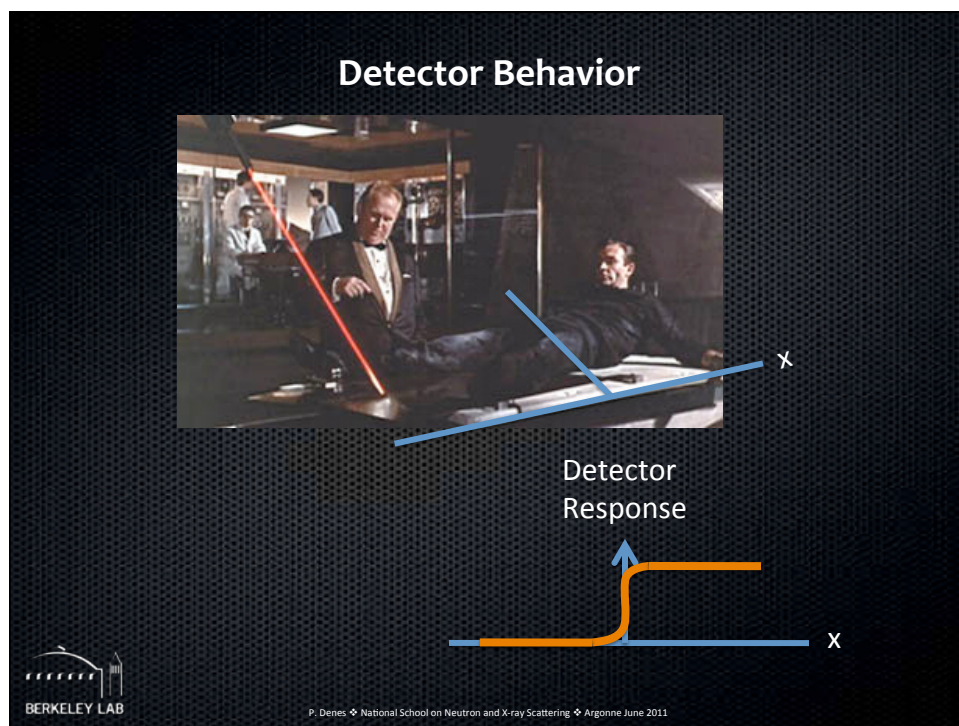 Detector Behavior
x
Detector
Response
x
BERKELEY LAB
P. Denes ❖ National School on Neutron and X-ray Scattering ❖ Argonne June 2011